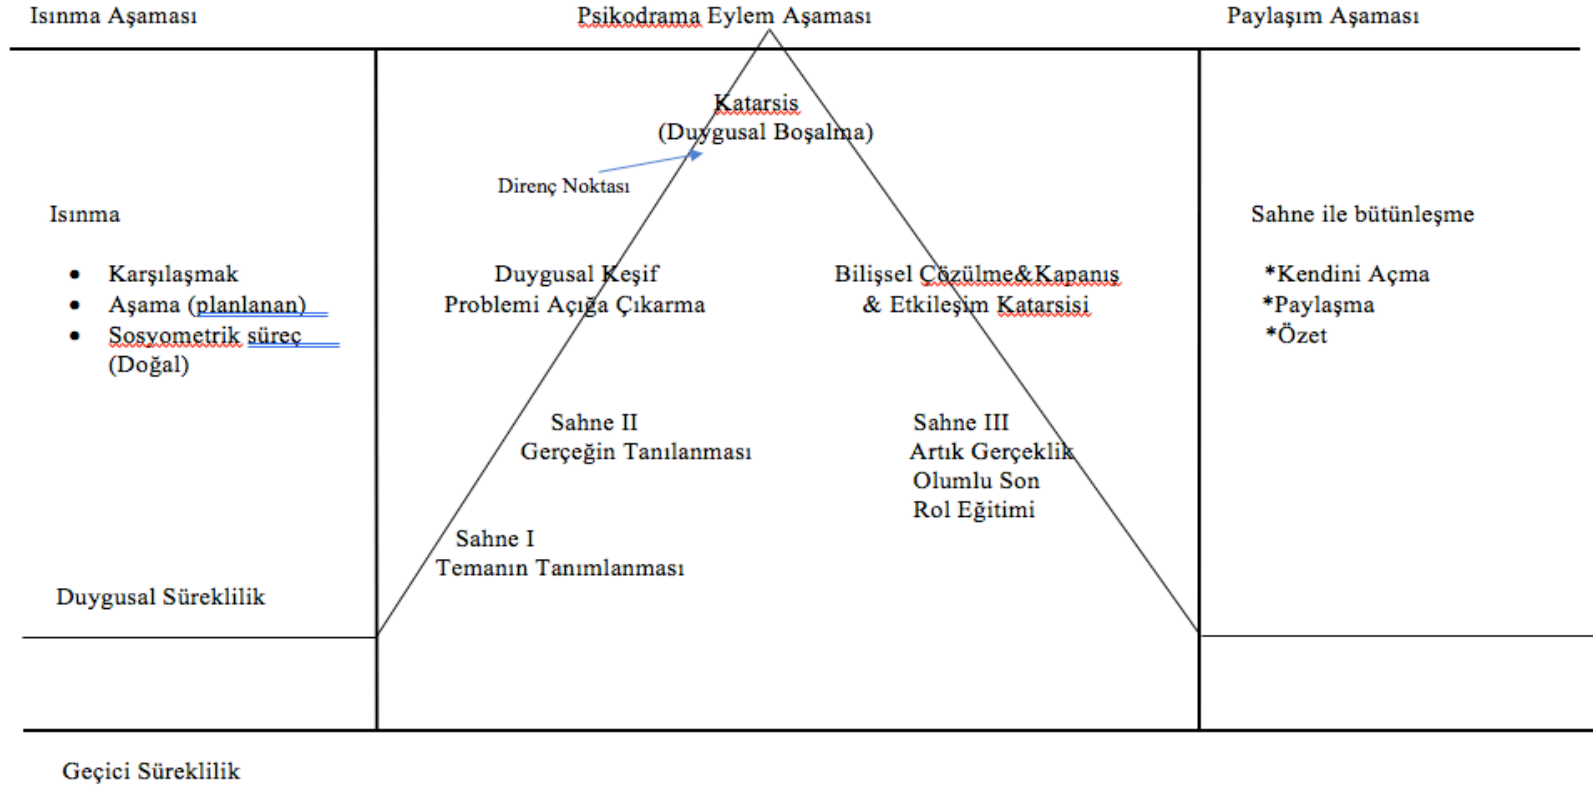 Isınma Aşaması
Psikodrama Eylem Aşaması
Paylaşım Aşaması
Isınma
• Karşılaşmak
• Aşama (planlanan)
• Sosyometrik süreç
(Doğal)
Duygusal Süreklilik
Katarsis
(Duygusal Boşalma)
Direnç Noktası
Duygusal Keşif
Problemi Açığa Çıkarma
Sahne II
Gerçeğin Tanılanması
Sahne I
Temanın Tanımlanması
Bilişsel Çözülme&Kapanış
& Etkileşim Katarsisi
Sahne III
Artık Gerçeklik
Olumlu Son
Rol Eğitimi
Sahne ile bütünleşme
*Kendini Açma
*Paylaşma
*Özet
Geçici Süreklilik